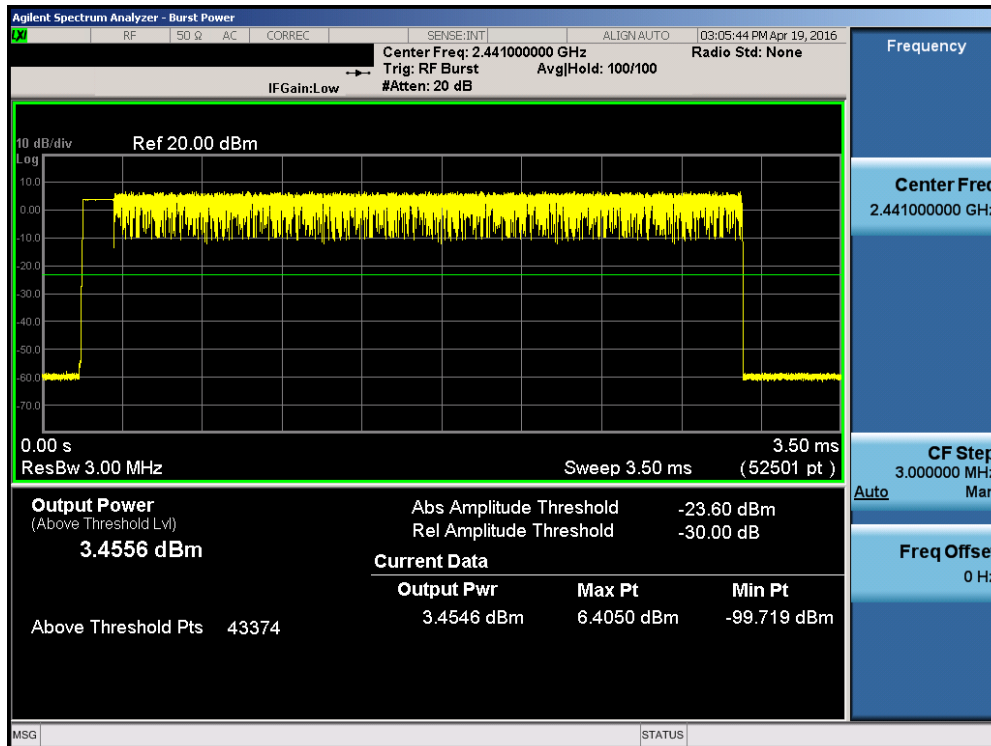 Agilent Spectrum Analyzer - Burst Power
LXI RF 50 Ω AC CORREC SENSE:INT ALIGN AUTO 03:05:44 PM Apr 19, 2016
Center Freq: 2.441000000 GHz Radio Std: None
Trig: RF Burst Avg|Hold: 100/100
IFGain:Low #Atten: 20 dB
Frequency
10 dB/div Ref 20.00 dBm
Log
10.0
0.00
-10.0
-20.0
-30.0
-40.0
-50.0
-60.0
-70.0
0.00 s 3.50 ms
ResBw 3.00 MHz Sweep 3.50 ms (52501 pt)
Center Freq
2.441000000 GHz
CF Step
3.000000 MHz
Auto Man
Freq Offse
0 Hz
Output Power
(Above Threshold Lvl)
3.4556 dBm
Above Threshold Pts 43374
Abs Amplitude Threshold -23.60 dBm
Rel Amplitude Threshold -30.00 dB
Current Data
Output Pwr Max Pt Min Pt
3.4546 dBm 6.4050 dBm -99.719 dBm
MSG STATUS